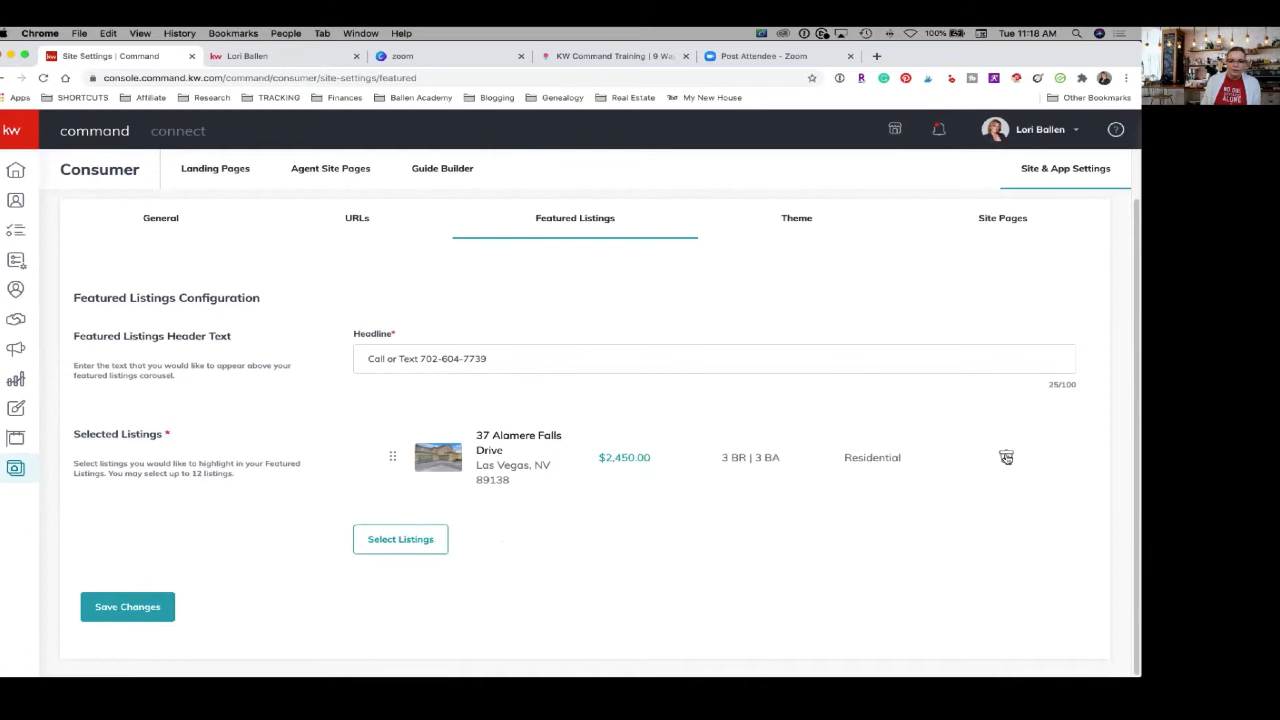 Chrome File Edit View History Bookmarks People Tab Window Help 100% Tue 11:18 AM
Site Settings | Command Lori Ballen zoom KW Command Training | 9 Wa Post Attendee - Zoom
console.command.kw.com/command/consumer/site-settings/featured
Apps SHORTCUTS Affiliate Research TRACKING Finances Ballen Academy Blogging Genealogy Real Estate My New House Other Bookmarks
kw command connect Lori Ballen
Consumer Landing Pages Agent Site Pages Guide Builder Site & App Settings
General URLs Featured Listings Theme Site Pages
Featured Listings Configuration
Featured Listings Header Text
Enter the text that you would like to appear above your
featured listings carousel.
Headline*
Call or Text 702-604-7739
25/100
Selected Listings *
Select listings you would like to highlight in your Featured
Listings. You may select up to 12 listings.
37 Alamere Falls
Drive
Las Vegas, NV
89138
$2,450.00 3 BR | 3 BA Residential
Select Listings
Save Changes
NO ONE
ALONE